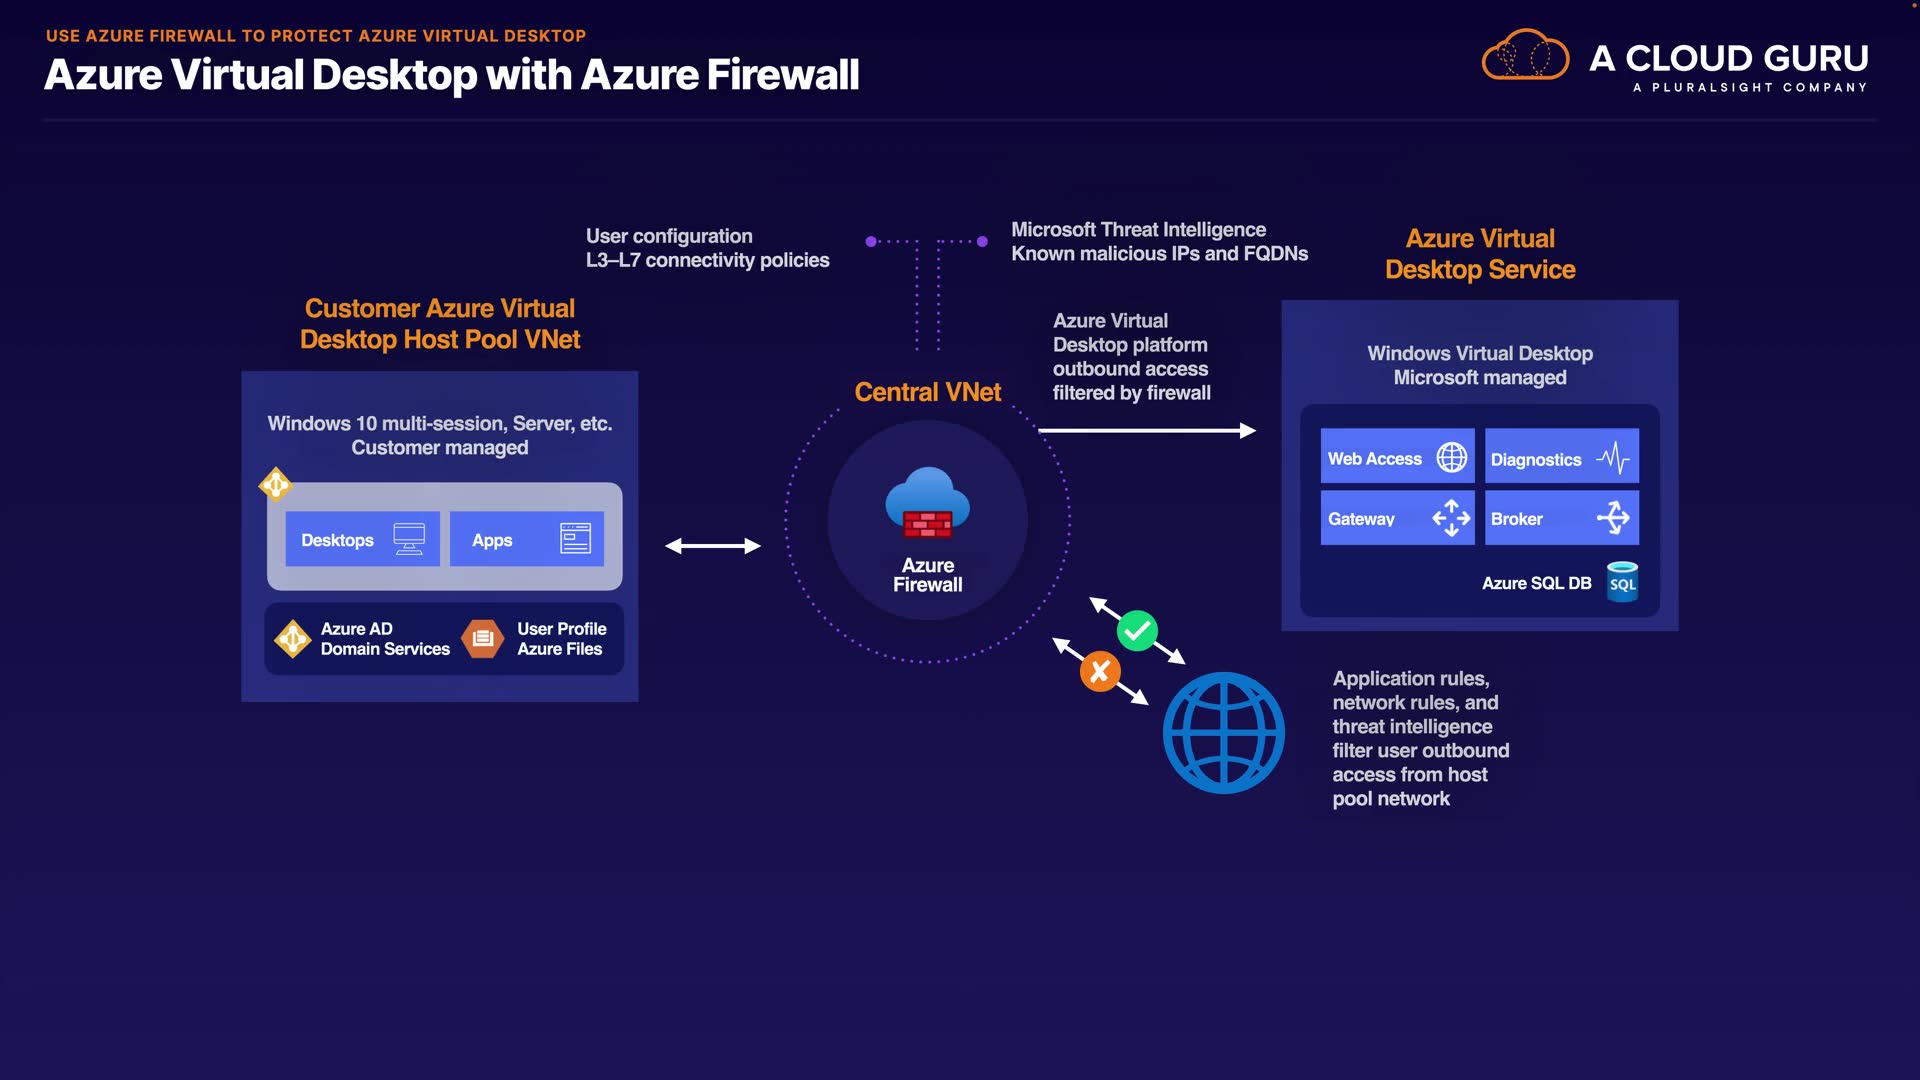 USE AZURE FIREWALL TO PROTECT AZURE VIRTUAL DESKTOP
Azure Virtual Desktop with Azure Firewall
A CLOUD GURU
A PLURALSIGHT COMPANY
User configuration
L3–L7 connectivity policies
Microsoft Threat Intelligence
Known malicious IPs and FQDNs
Customer Azure Virtual
Desktop Host Pool VNet
Windows 10 multi-session, Server, etc.
Customer managed
Desktops
Apps
Azure AD
Domain Services
User Profile
Azure Files
Central VNet
Azure
Firewall
Azure Virtual
Desktop platform
outbound access
filtered by firewall
Azure Virtual
Desktop Service
Windows Virtual Desktop
Microsoft managed
Web Access
Diagnostics
Gateway
Broker
Azure SQL DB
SQL
Application rules,
network rules, and
threat intelligence
filter user outbound
access from host
pool network